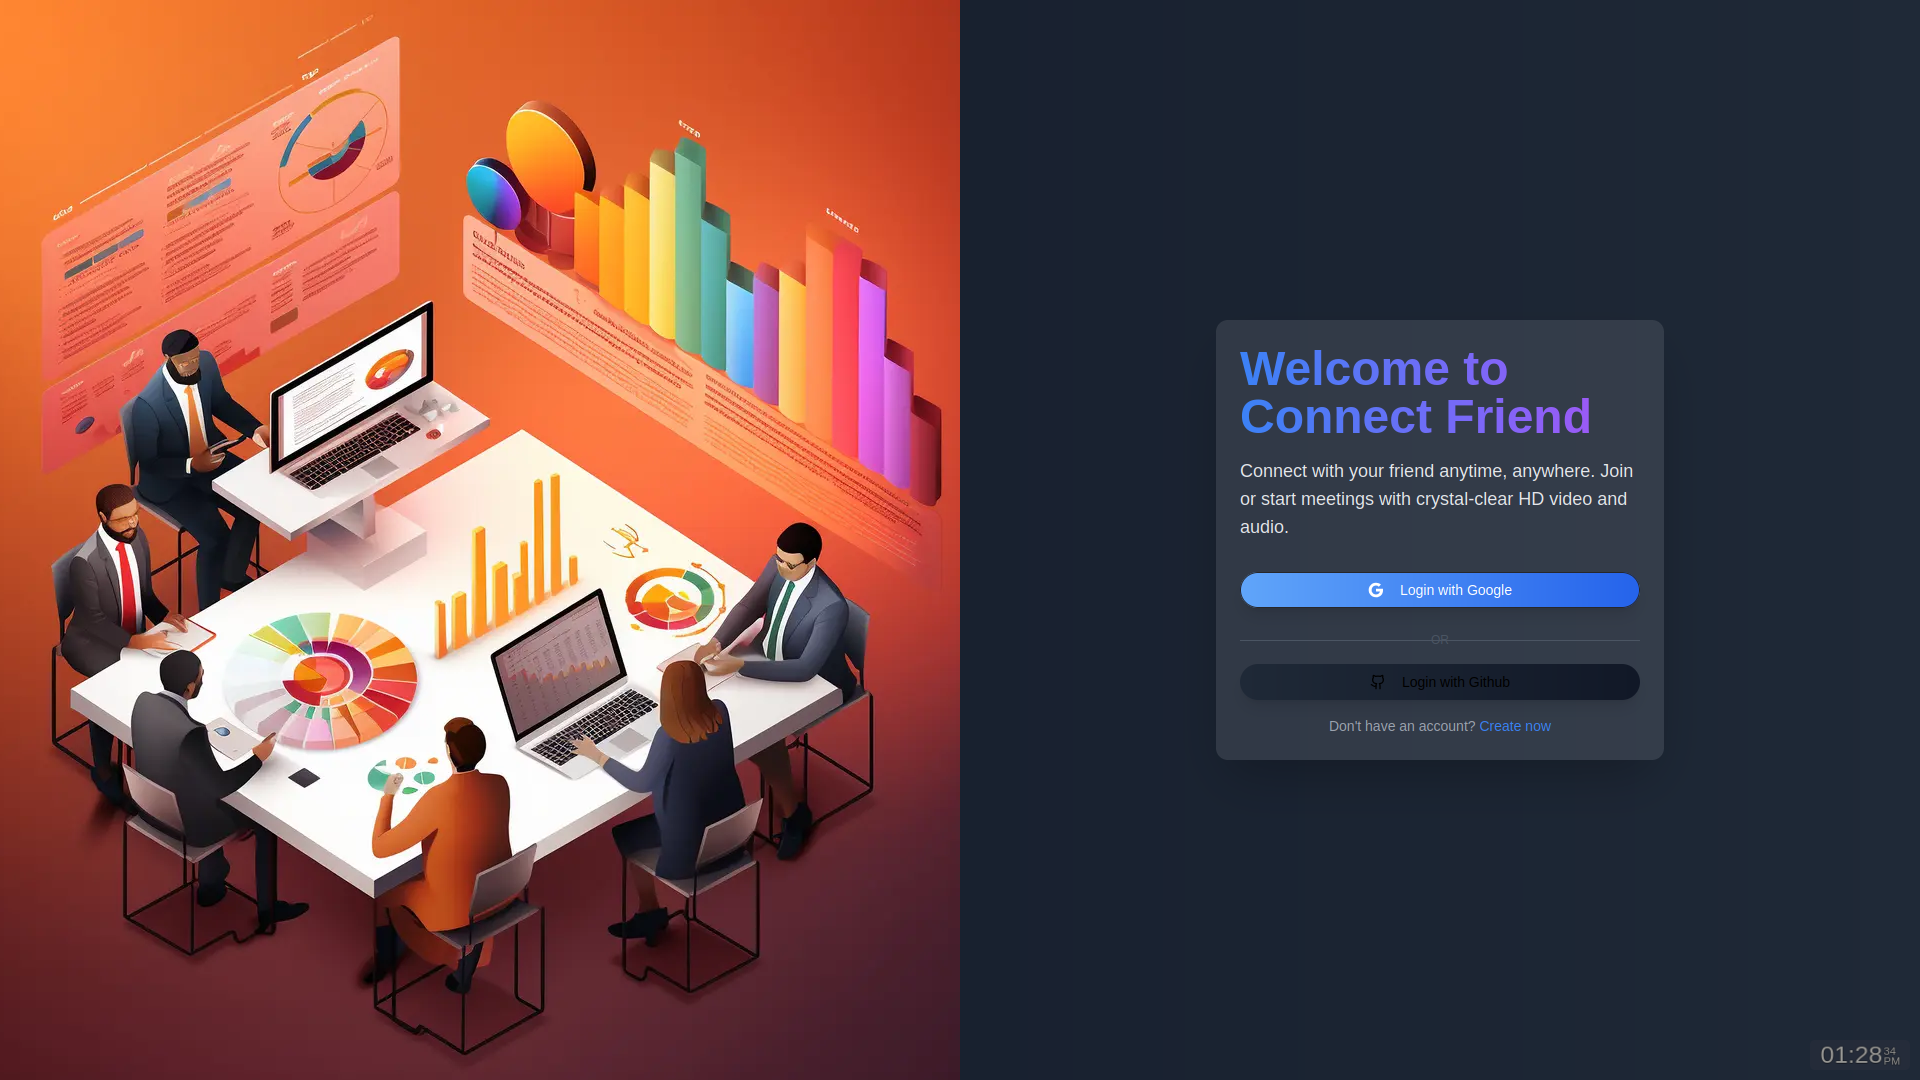 Welcome to
Connect Friend
Connect with your friend anytime, anywhere. Join
or start meetings with crystal-clear HD video and
audio.
Login with Google
OR
Login with Github
Don't have an account? Create now
01:28 34 PM